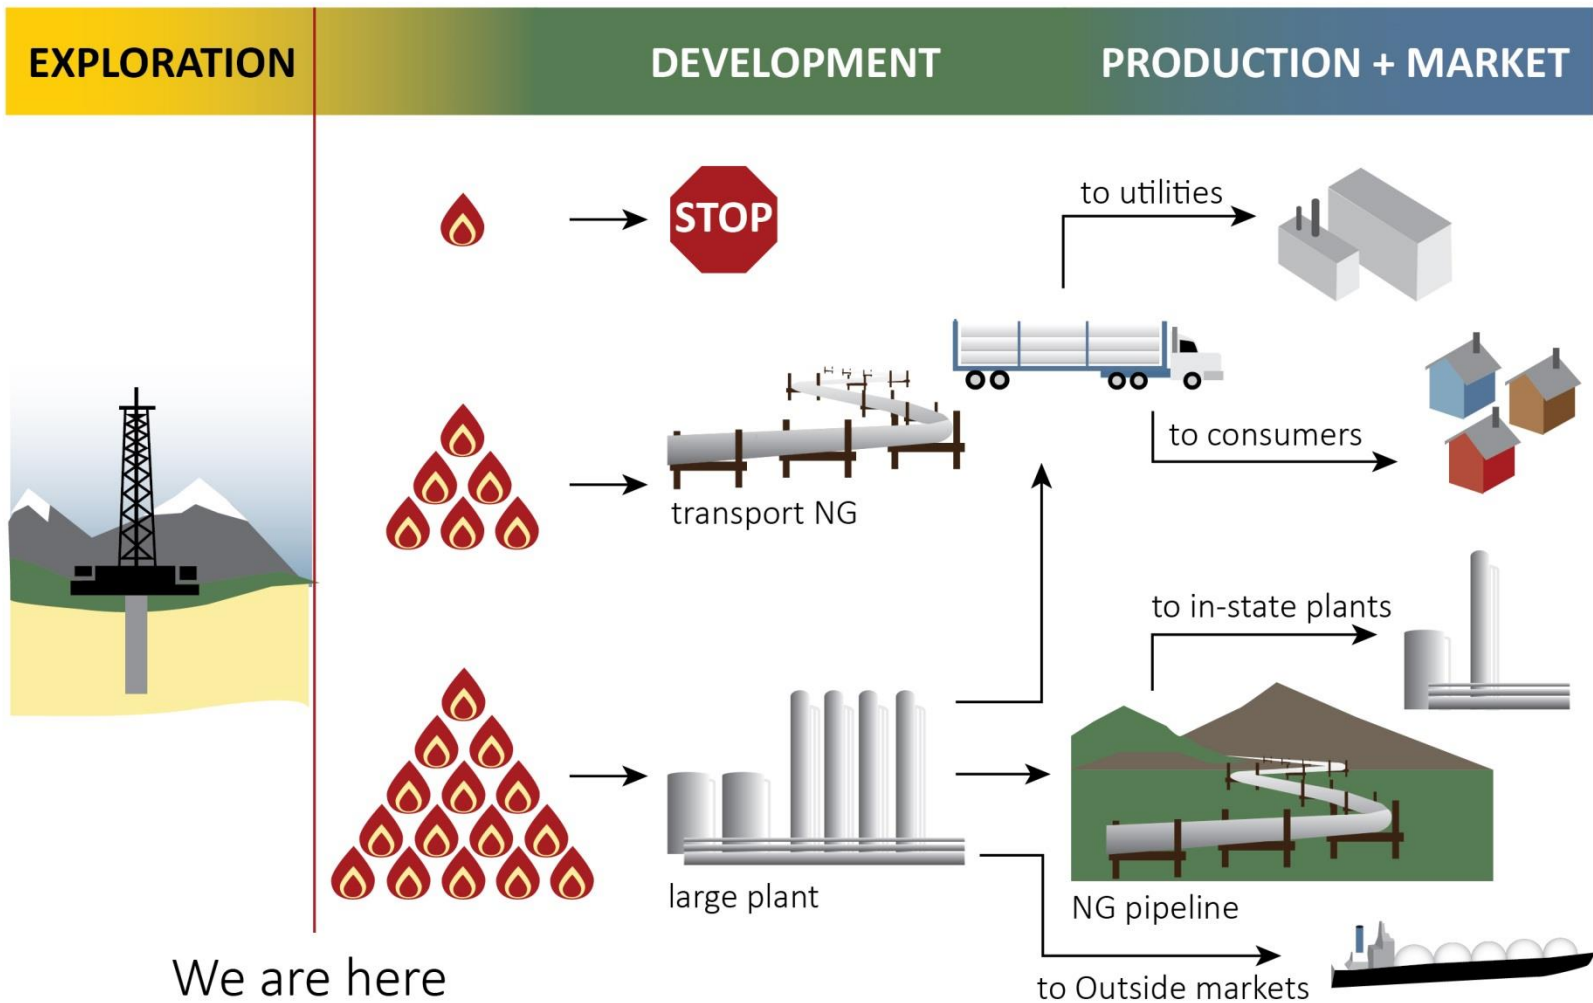 EXPLORATION
DEVELOPMENT
PRODUCTION + MARKET
STOP
to utilities
to consumers
transport NG
to in-state plants
large plant
NG pipeline
We are here
to Outside markets